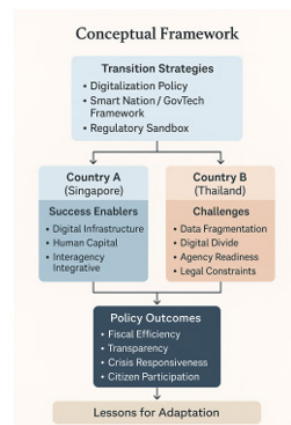 Conceptual Framework
Transition Strategies
• Digitalization Policy
• Smart Nation / GovTech
Framework
• Regulatory Sandbox
Country A
(Singapore)
Success Enablers
• Digital Infrastructure
• Human Capital
• Interagency
Integrative
Country B
(Thailand)
Challenges
• Data Fragmentation
• Digital Divide
• Agency Readiness
• Legal Constraints
Policy Outcomes
• Fiscal Efficiency
• Transparency
• Crisis Responsiveness
• Citizen Participation
Lessons for Adaptation